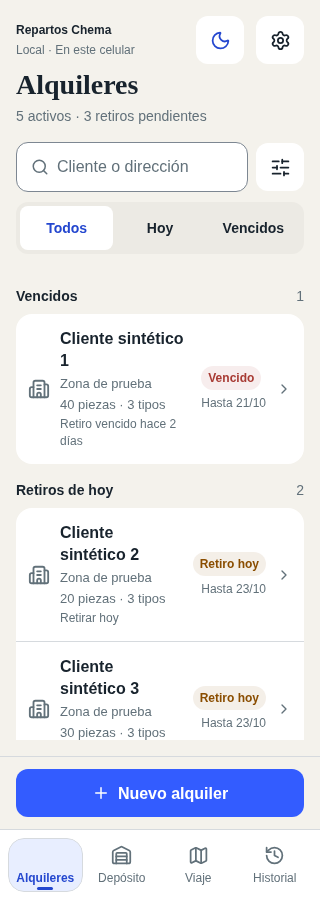 Repartos Chema
Local · En este celular
Alquileres
5 activos · 3 retiros pendientes
Cliente o dirección
Todos Hoy Vencidos
Vencidos 1
Cliente sintético
1
Zona de prueba
40 piezas · 3 tipos
Retiro vencido hace 2
días
Vencido
Hasta 21/10
Retiros de hoy 2
Cliente
sintético 2
Zona de prueba
20 piezas · 3 tipos
Retirar hoy
Retiro hoy
Hasta 23/10
Cliente
sintético 3
Zona de prueba
30 piezas · 3 tipos
Retiro hoy
Hasta 23/10
Nuevo alquiler
Alquileres Depósito Viaje Historial